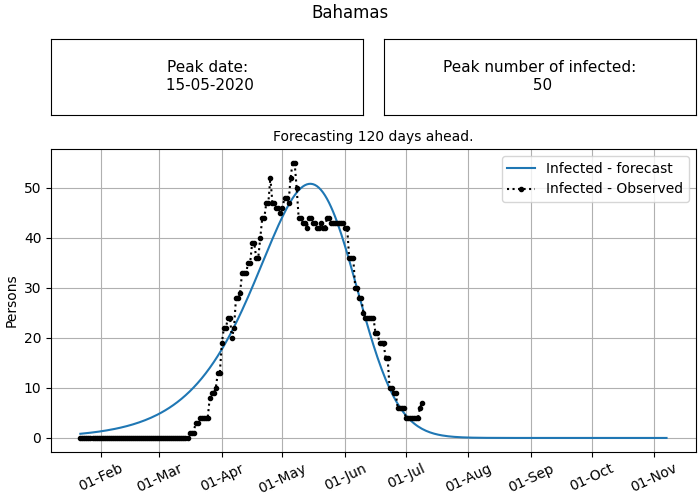 Bahamas
Peak date:
15-05-2020
Peak number of infected:
50
Forecasting 120 days ahead.
Infected - forecast
Infected - Observed
Persons
50
40
30
20
10
0
01-Feb
01-Mar
01-Apr
01-May
01-Jun
01-Jul
01-Aug
01-Sep
01-Oct
01-Nov